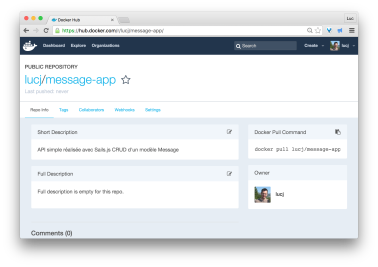 Docker Hub
Luc
https://hub.docker.com/r/lucj/message-app/
Dashboard Explore Organizations Search Create lucj
PUBLIC REPOSITORY
lucj/message-app
Last pushed: never
Repo Info Tags Collaborators Webhooks Settings
Short Description
API simple réalisée avec Sails.js CRUD d'un modèle Message
Full Description
Full description is empty for this repo.
Docker Pull Command
docker pull lucj/message-app
Owner
lucj
Comments (0)